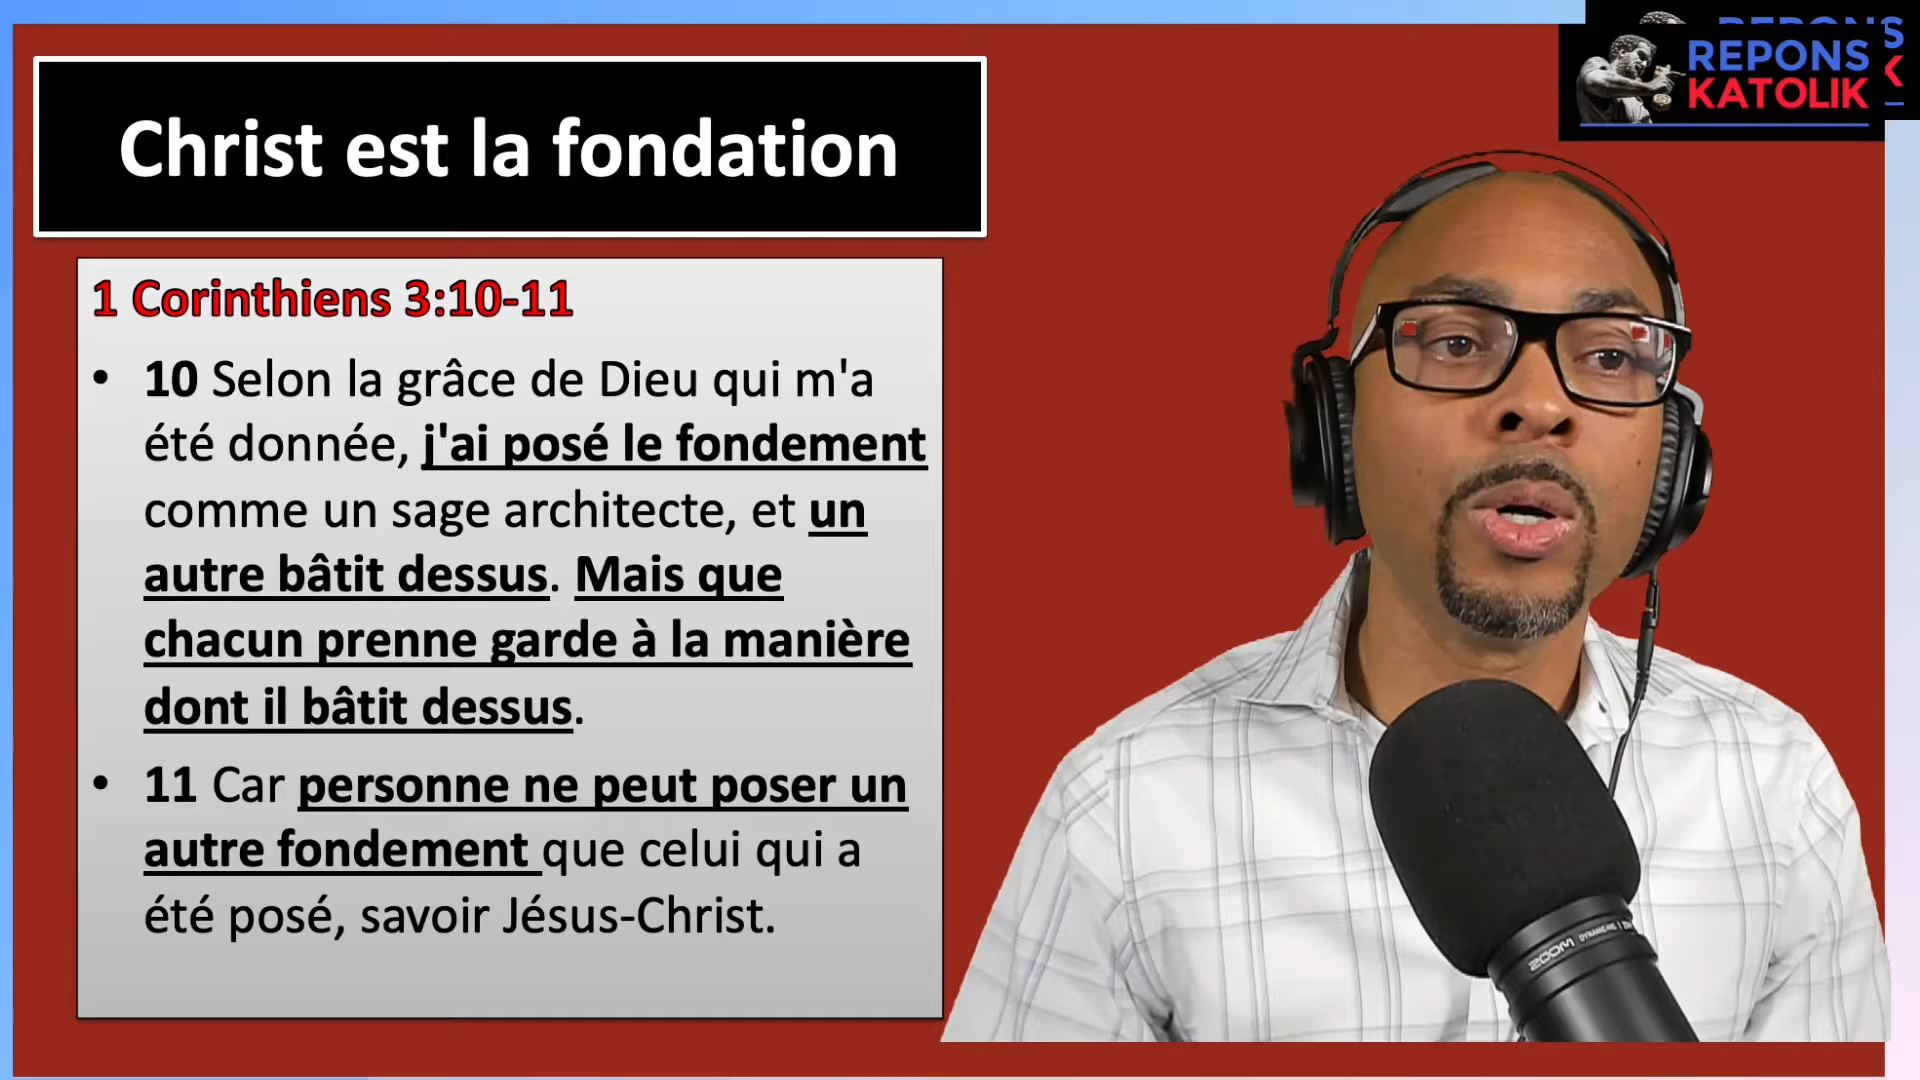 Christ est la fondation
1 Corinthiens 3:10-11
• 10 Selon la grâce de Dieu qui m'a
été donnée, j'ai posé le fondement
comme un sage architecte, et un
autre bâtit dessus. Mais que
chacun prenne garde à la manière
dont il bâtit dessus.
• 11 Car personne ne peut poser un
autre fondement que celui qui a
été posé, savoir Jésus-Christ.
REPONS
KATOLIK
ZOOM